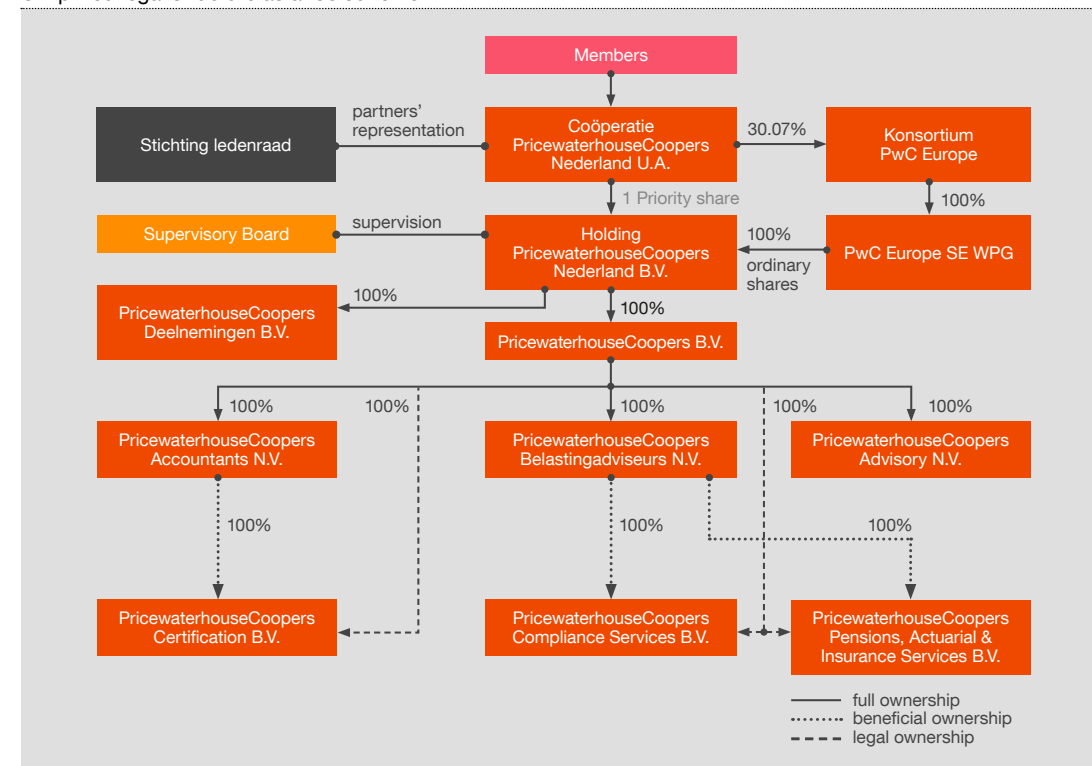 Members
Stichting ledenraad
partners'
representation
Coöperatie
PricewaterhouseCoopers
Nederland U.A.
30.07%
Konsortium
PwC Europe
1 Priority share
100%
Supervisory Board
supervision
Holding
PricewaterhouseCoopers
Nederland B.V.
100%
ordinary
shares
PwC Europe SE WPG
PricewaterhouseCoopers
Deelnemingen B.V.
100%
100%
PricewaterhouseCoopers B.V.
100%
100%
100%
100%
100%
PricewaterhouseCoopers
Accountants N.V.
PricewaterhouseCoopers
Belastingadviseurs N.V.
PricewaterhouseCoopers
Advisory N.V.
100%
100%
100%
PricewaterhouseCoopers
Certification B.V.
PricewaterhouseCoopers
Compliance Services B.V.
PricewaterhouseCoopers
Pensions, Actuarial &
Insurance Services B.V.
full ownership
beneficial ownership
legal ownership